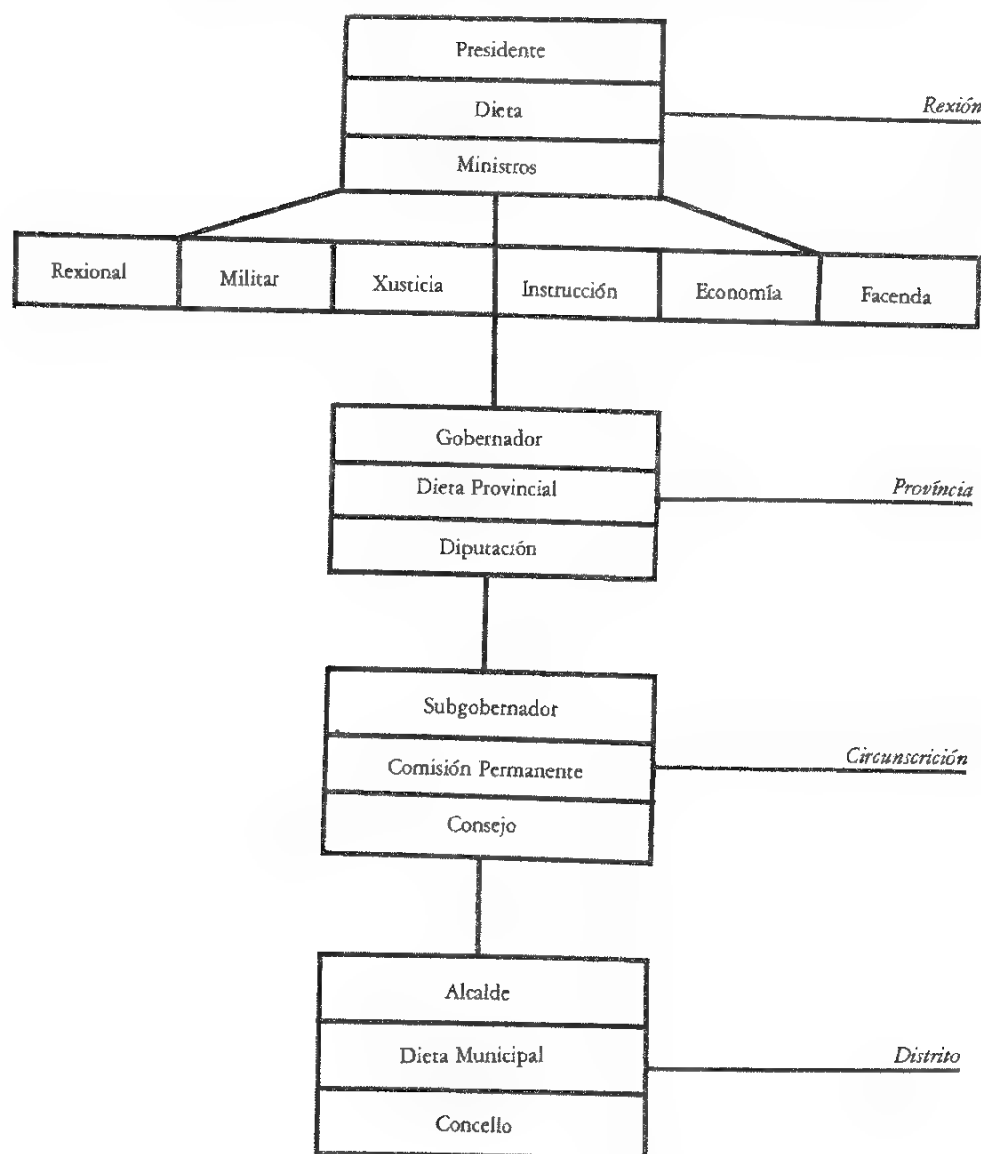 Presidente
Dieta
Rexión
Ministros
Rexional
Militar
Xusticia
Instrucción
Economía
Facenda
Gobernador
Dieta Provincial
Província
Diputación
Subgobernador
Comisión Permanente
Circunscrición
Consejo
Alcalde
Dieta Municipal
Distrito
Concello